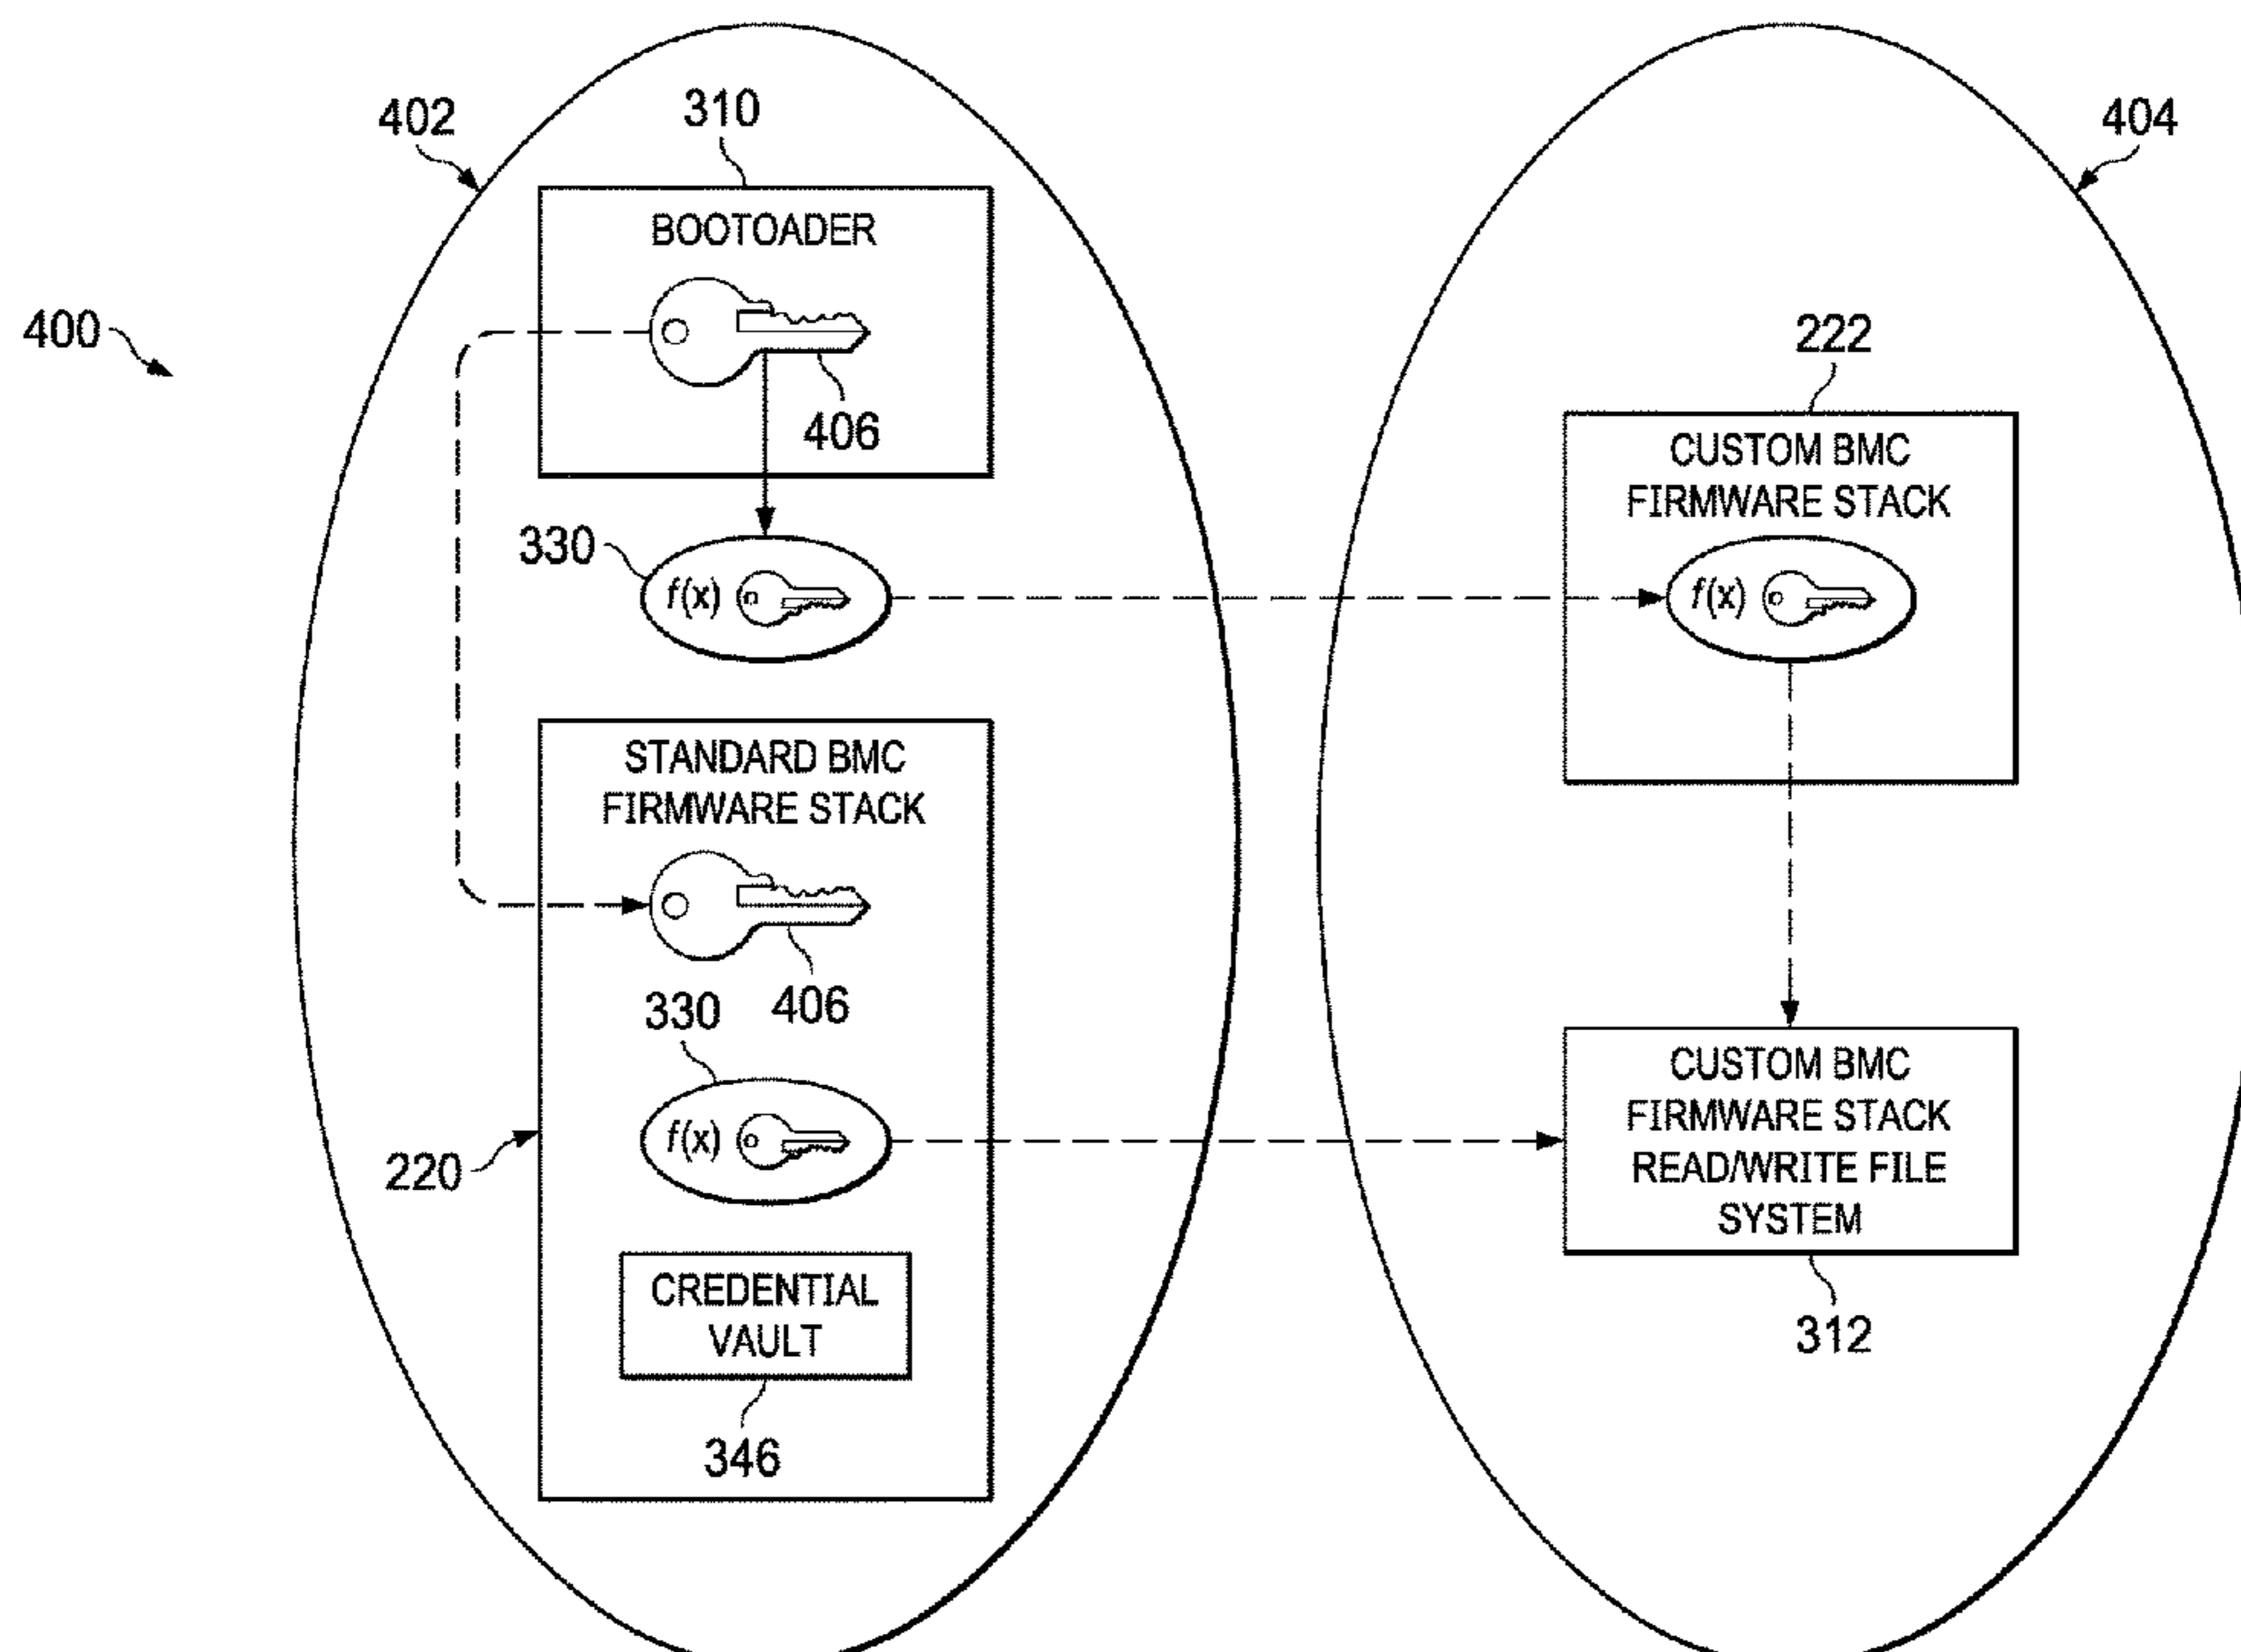 402
310
404
BOOTOADER
400
406
222
CUSTOM BMC
FIRMWARE STACK
330
f(x)
f(x)
STANDARD BMC
FIRMWARE STACK
406
330
f(x)
220
CUSTOM BMC
FIRMWARE STACK
READ/WRITE FILE
SYSTEM
312
CREDENTIAL
VAULT
346